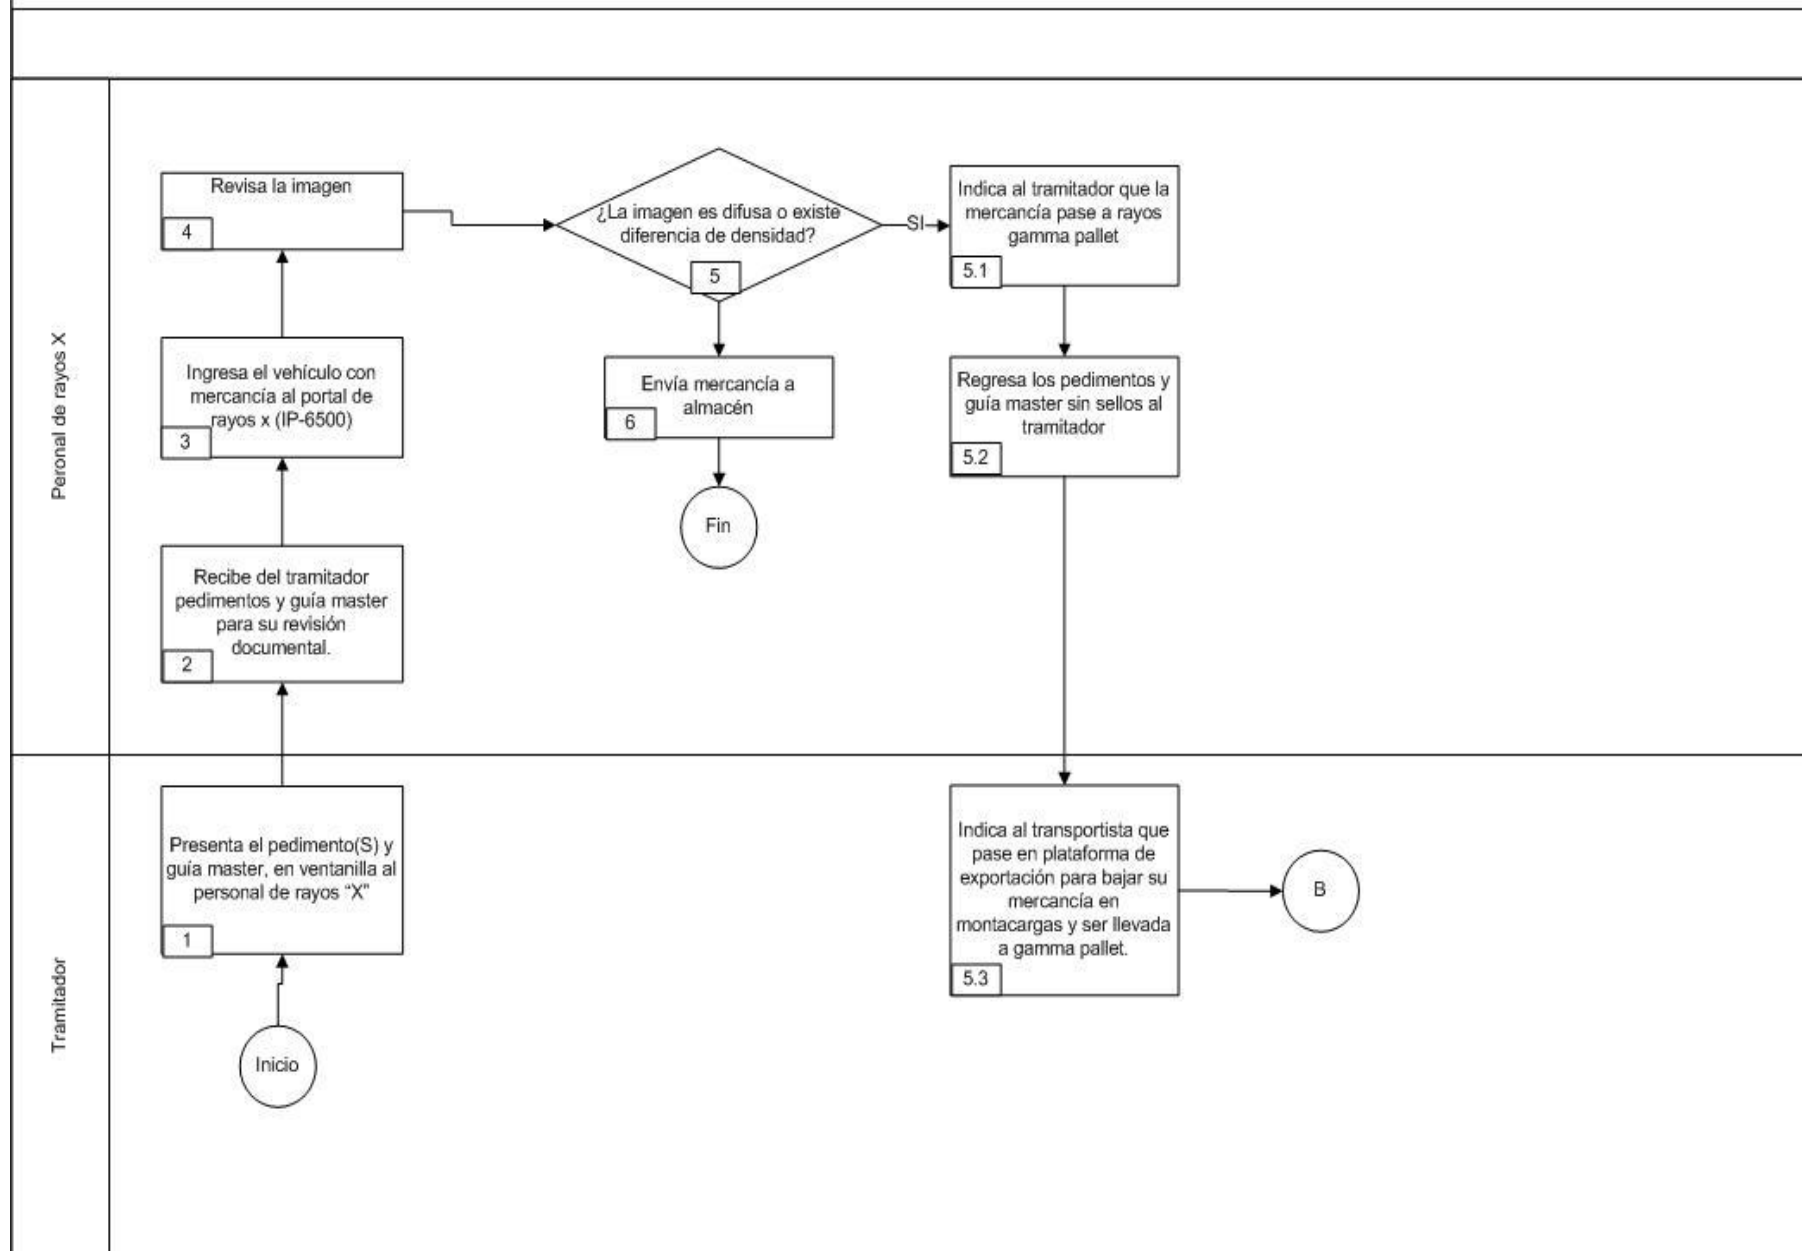 Peronal de rayos X
Revisa la imagen
4
¿La imagen es difusa o existe
diferencia de densidad?
5
SI
Indica al tramitador que la
mercancía pase a rayos
gamma pallet
5.1
Ingresa el vehículo con
mercancía al portal de
rayos x (IP-6500)
3
Envía mercancía a
almacén
6
Regresa los pedimentos y
guía master sin sellos al
tramitador
5.2
Fin
Recibe del tramitador
pedimentos y guía master
para su revisión
documental.
2
Tramitador
Presenta el pedimento(S) y
guía master, en ventanilla al
personal de rayos “X”
1
Indica al transportista que
pase en plataforma de
exportación para bajar su
mercancía en
montacargas y ser llevada
a gamma pallet.
5.3
B
Inicio